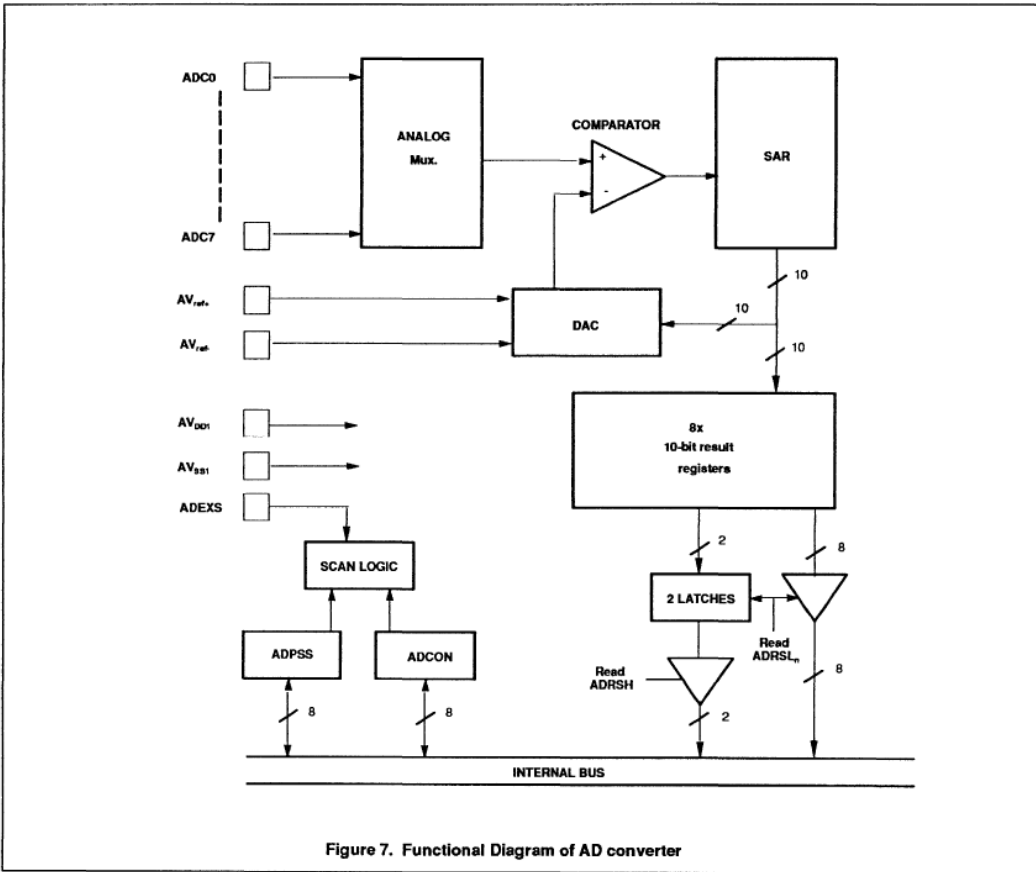 ADC0
ANALOG
Mux.
COMPARATOR
+
-
SAR
ADC7
10
AVref+
DAC
10
AVref-
10
8x
10-bit result
registers
AVDD1
AVSS1
ADEXS
2
8
SCAN LOGIC
2 LATCHES
Read
ADRSLn
ADPSS
ADCON
Read
ADRSH
8
8
8
2
INTERNAL BUS
Figure 7. Functional Diagram of AD converter